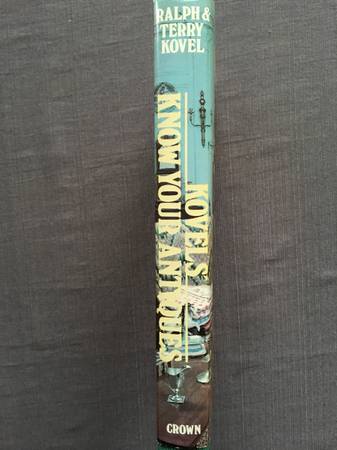 RALPH &
TERRY
KOVEL
KOVELS'
KNOW YOUR ANTIQUES
CROWN